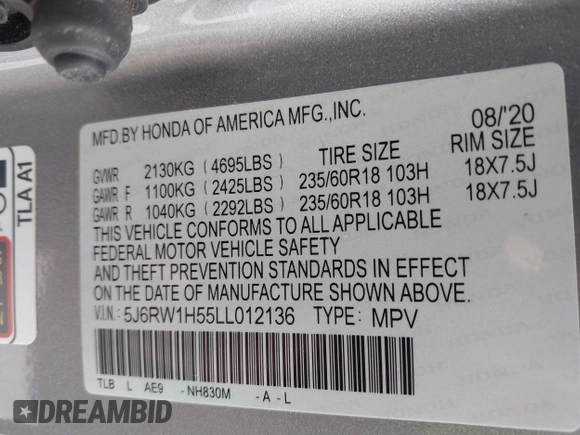 MFD.BY HONDA OF AMERICA MFG.,INC. 08/'20
GVWR 2130KG (4695LBS) TIRE SIZE RIM SIZE
GAWR F 1100KG (2425LBS) 235/60R18 103H 18X7.5J
GAWR R 1040KG (2292LBS) 235/60R18 103H 18X7.5J
THIS VEHICLE CONFORMS TO ALL APPLICABLE
FEDERAL MOTOR VEHICLE SAFETY
AND THEFT PREVENTION STANDARDS IN EFFECT
ON THE DATE OF MANUFACTURE SHOWN ABOVE.
V.I.N: 5J6RW1H55LL012136 TYPE: MPV
TLB L AE9 -NH830M -A-L
TLA A1
DREAMBID